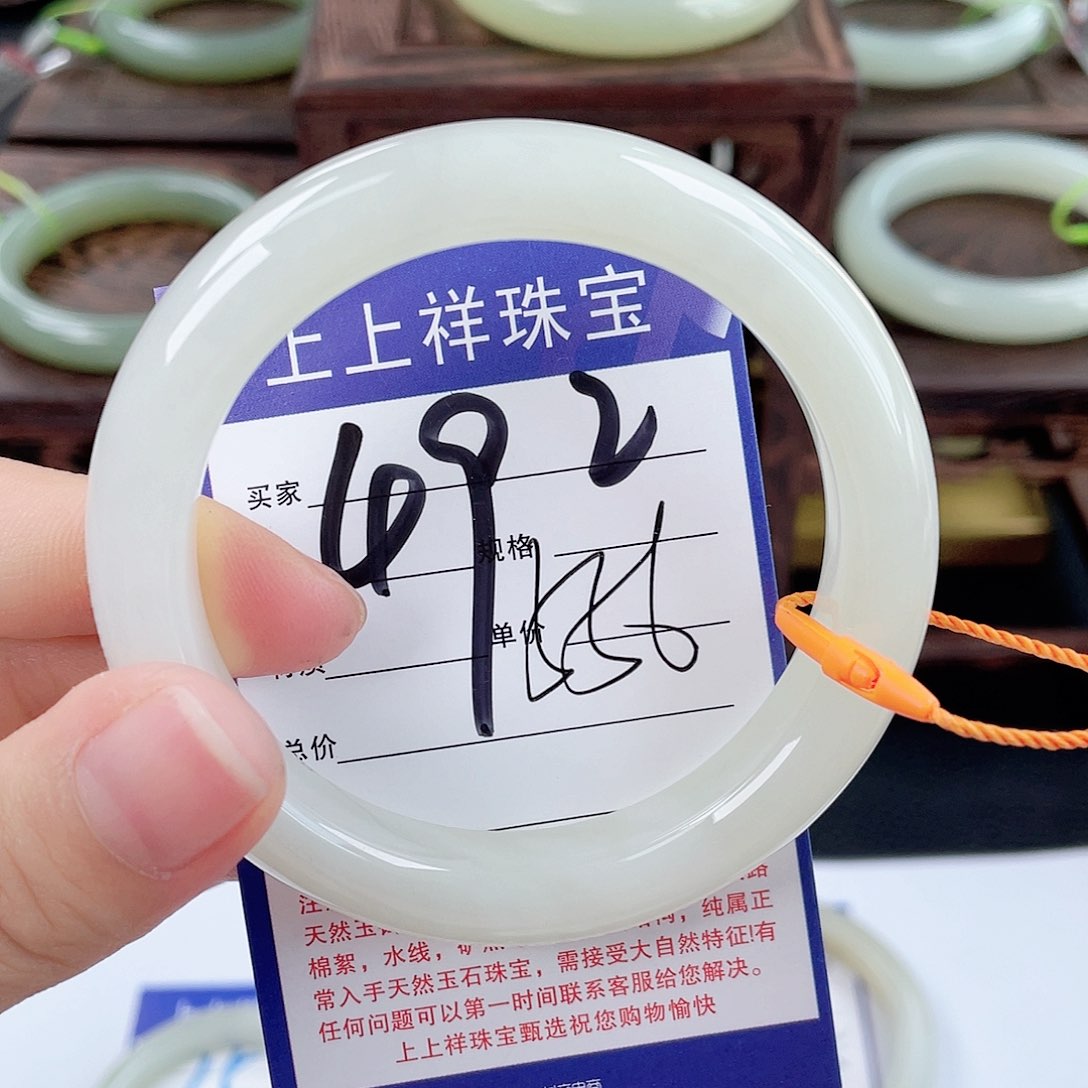 上上祥珠宝
492
买家
规格
556
单价
总价
天然玉
棉絮，水线，矿 纯属正
常入手天然玉石珠宝，需接受大自然特征!有
任何问题可以第一时间联系客服给您解决。
上上祥珠宝甄选祝您购物愉快